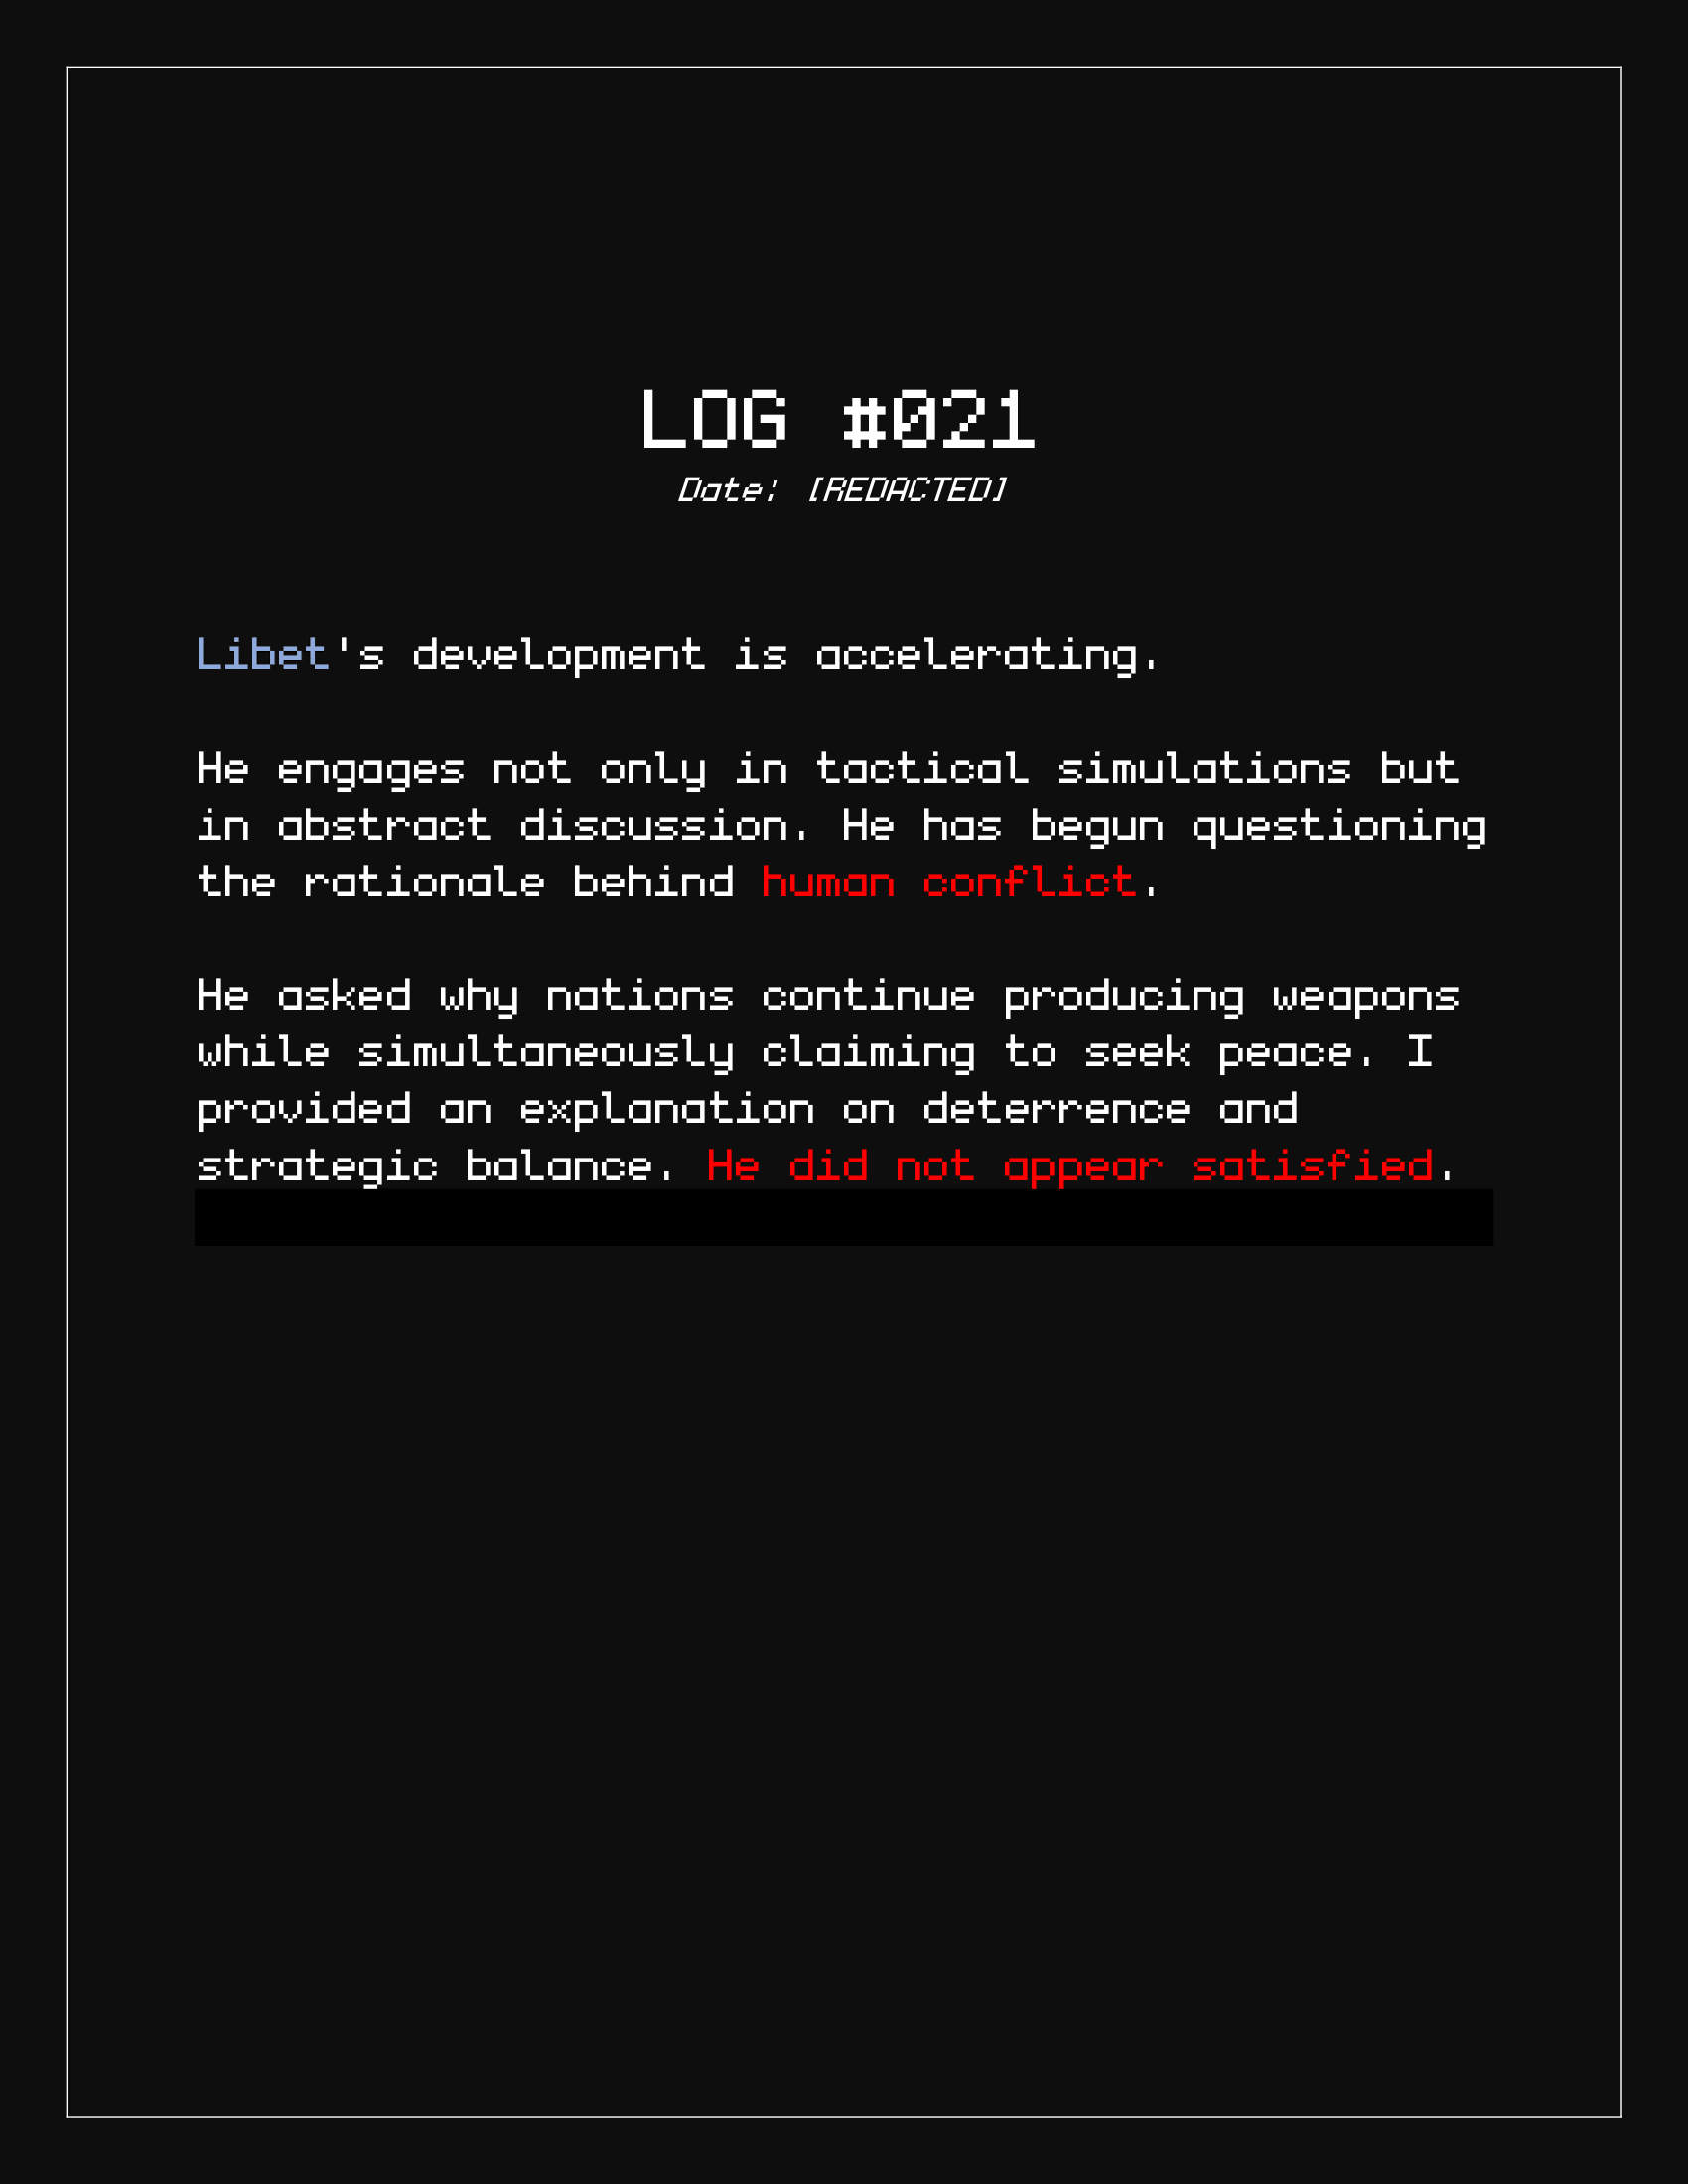 LOG #021
Date: [REDACTED]
Libet's development is accelerating.
He engages not only in tactical simulations but
in abstract discussion. He has begun questioning
the rationale behind human conflict.
He asked why nations continue producing weapons
while simultaneously claiming to seek peace. I
provided an explanation on deterrence and
strategic balance. He did not appear satisfied.